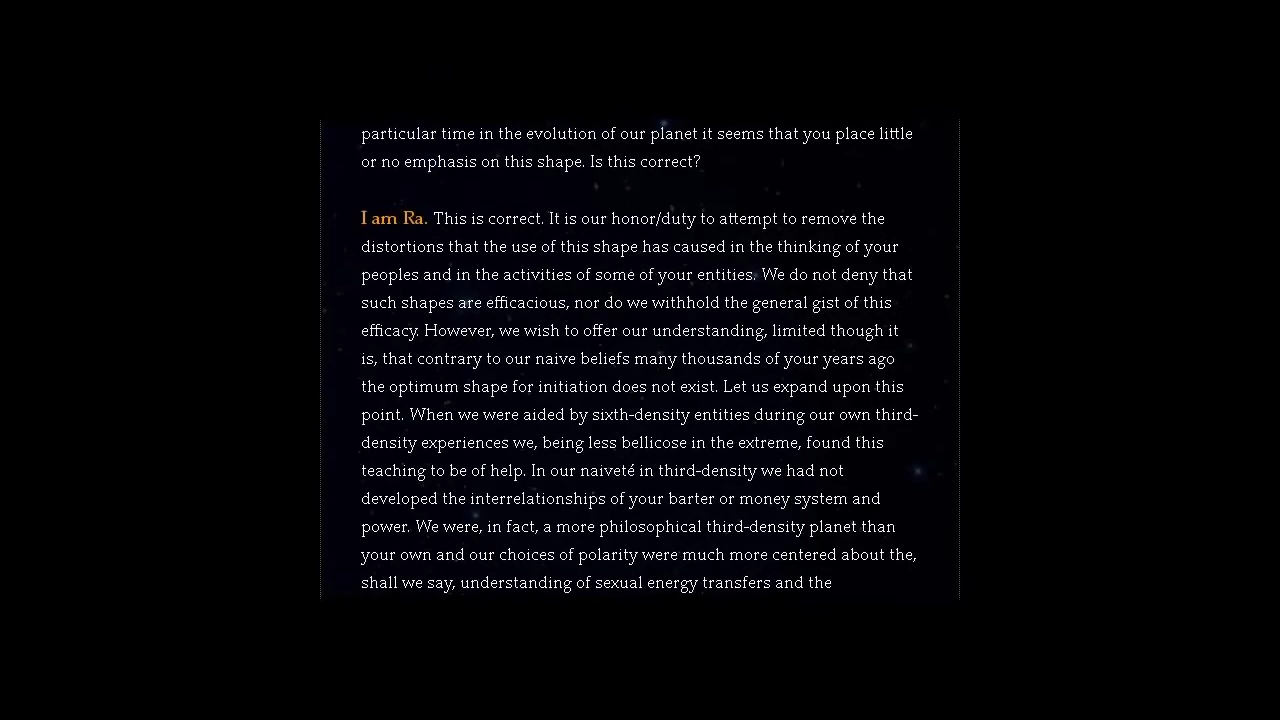 particular time in the evolution of our planet it seems that you place little
or no emphasis on this shape. Is this correct?
I am Ra. This is correct. It is our honor/duty to attempt to remove the
distortions that the use of this shape has caused in the thinking of your
peoples and in the activities of some of your entities. We do not deny that
such shapes are efficacious, nor do we withhold the general gist of this
efficacy. However, we wish to offer our understanding, limited though it
is, that contrary to our naive beliefs many thousands of your years ago
the optimum shape for initiation does not exist. Let us expand upon this
point. When we were aided by sixth-density entities during our own third-
density experiences we, being less bellicose in the extreme, found this
teaching to be of help. In our naiveté in third-density we had not
developed the interrelationships of your barter or money system and
power. We were, in fact, a more philosophical third-density planet than
your own and our choices of polarity were much more centered about the,
shall we say, understanding of sexual energy transfers and the